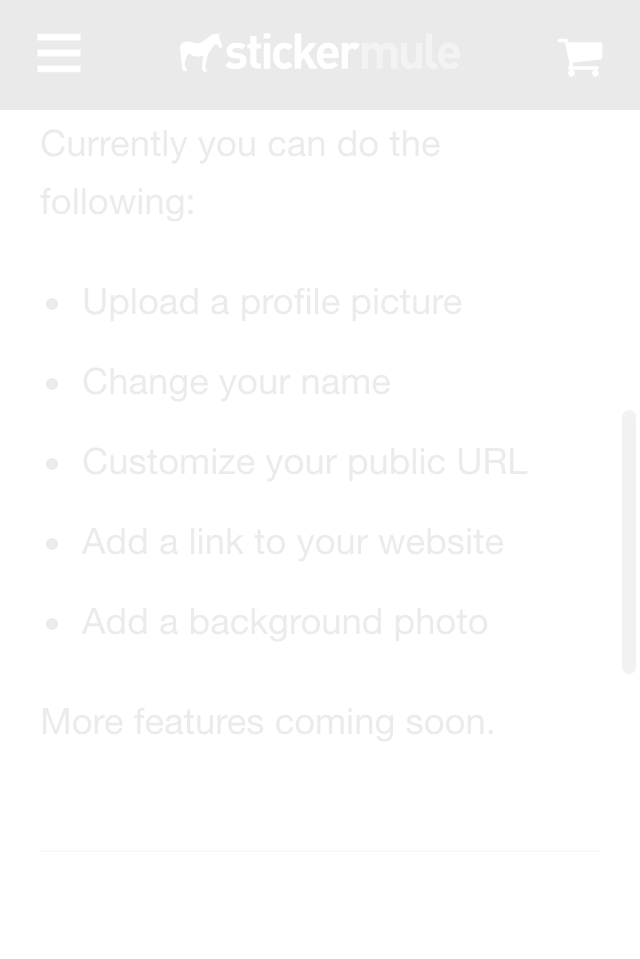 stickermule
Currently you can do the
following:
• Upload a profile picture
• Change your name
• Customize your public URL
• Add a link to your website
• Add a background photo
More features coming soon.